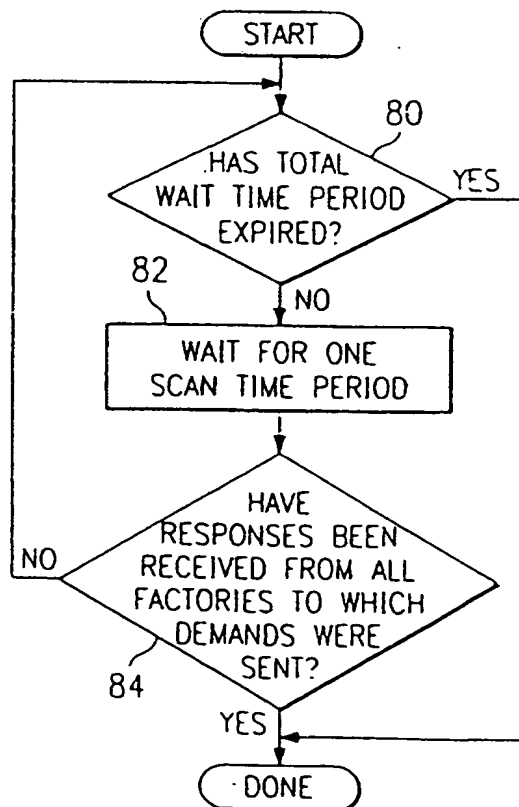 START
80
HAS TOTAL
WAIT TIME PERIOD
EXPIRED?
YES
82
NO
WAIT FOR ONE
SCAN TIME PERIOD
HAVE
RESPONSES BEEN
RECEIVED FROM ALL
FACTORIES TO WHICH
DEMANDS WERE
SENT?
NO
84
YES
DONE